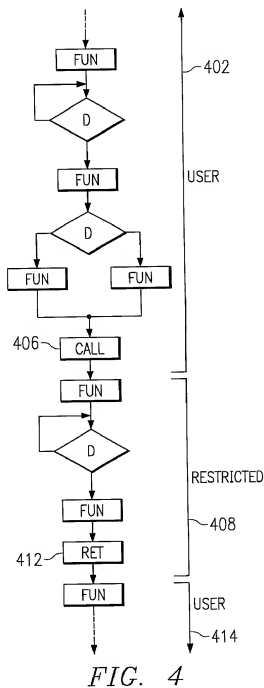 FUN
402
D
USER
FUN
D
FUN
FUN
406
CALL
FUN
D
RESTRICTED
FUN
408
412
RET
FUN
USER
414
FIG. 4